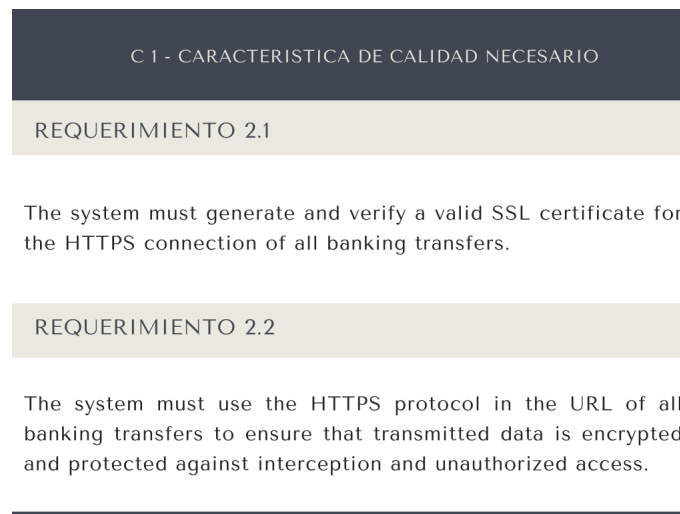 C 1 - CARACTERISTICA DE CALIDAD NECESARIO
REQUERIMIENTO 2.1
The system must generate and verify a valid SSL certificate for
the HTTPS connection of all banking transfers.
REQUERIMIENTO 2.2
The system must use the HTTPS protocol in the URL of all
banking transfers to ensure that transmitted data is encrypted
and protected against interception and unauthorized access.